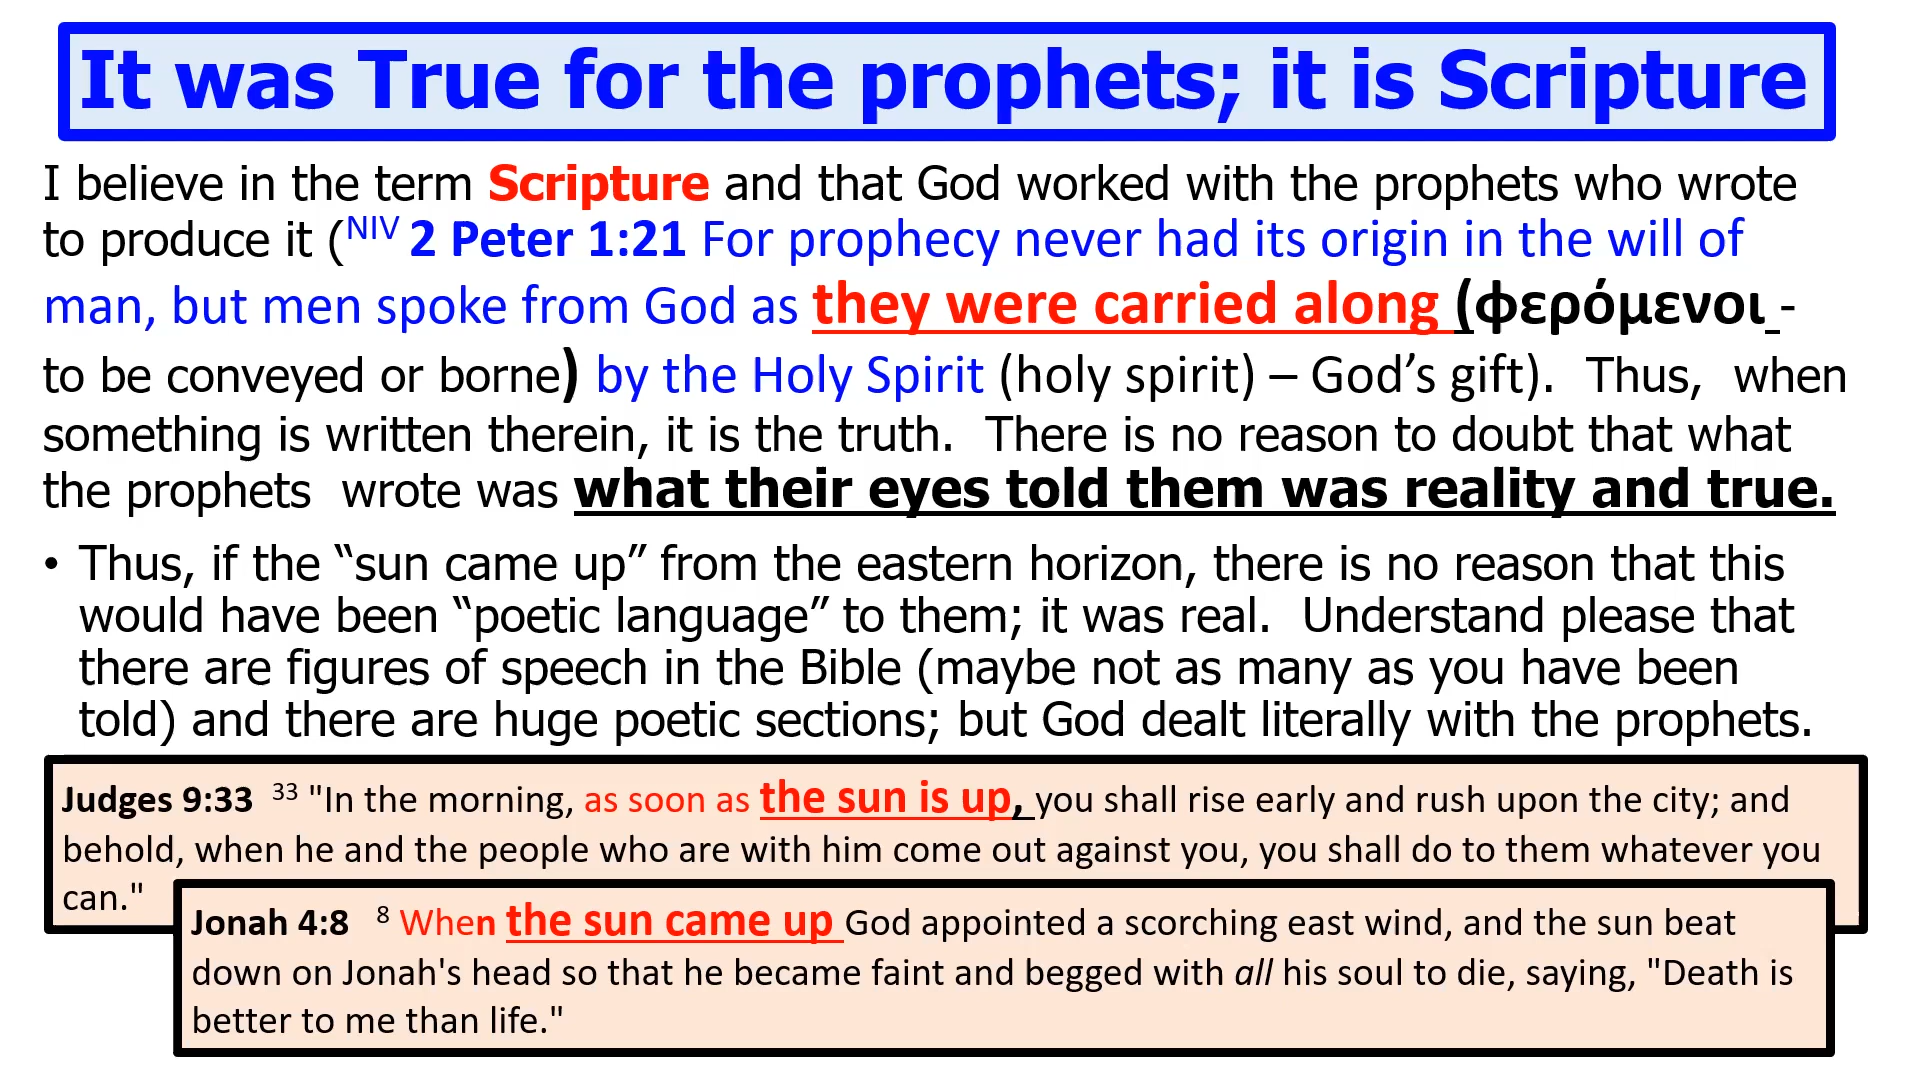 It was True for the prophets; it is Scripture
I believe in the term Scripture and that God worked with the prophets who wrote
to produce it (NIV 2 Peter 1:21 For prophecy never had its origin in the will of
man, but men spoke from God as they were carried along (φερόμενοι -
to be conveyed or borne) by the Holy Spirit (holy spirit) – God’s gift).  Thus,  when
something is written therein, it is the truth.  There is no reason to doubt that what
the prophets  wrote was what their eyes told them was reality and true.
• Thus, if the “sun came up” from the eastern horizon, there is no reason that this
would have been “poetic language” to them; it was real.  Understand please that
there are figures of speech in the Bible (maybe not as many as you have been
told) and there are huge poetic sections; but God dealt literally with the prophets.
Judges 9:33  33 "In the morning, as soon as the sun is up, you shall rise early and rush upon the city; and
behold, when he and the people who are with him come out against you, you shall do to them whatever you
can."
Jonah 4:8   8 When the sun came up God appointed a scorching east wind, and the sun beat
down on Jonah's head so that he became faint and begged with all his soul to die, saying, "Death is
better to me than life."